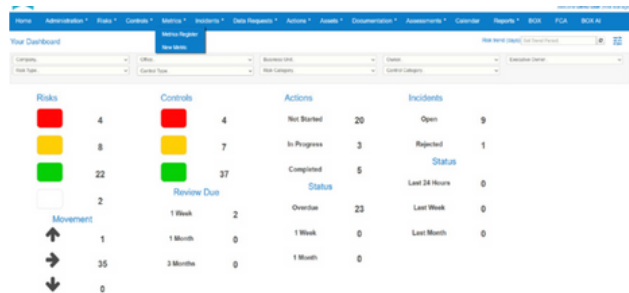 Home Administration Risks Controls Metrics Incidents Data Requests Actions Assets Documentation Assessments Calendar Reports BOX FCA BOX AI
Metrics Register
New Metric
Your Dashboard
Risk Trend (Days)
Company.. Office.. Business Unit.. Owner.. Executive Owner..
Risk Type.. Control Type.. Risk Category.. Control Category..
Risks Controls Actions Incidents
4 4 Not Started 20 Open 9
8 7 In Progress 3 Rejected 1
22 37 Completed 5 Status
2 Review Due Status Last 24 Hours 0
Movement 1 Week 2 Overdue 23 Last Week 0
1 1 Month 0 1 Week 0 Last Month 0
35 3 Months 0 1 Month 0
0